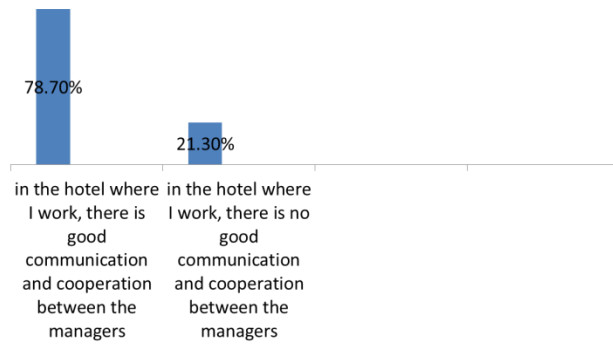 78.70%
21.30%
in the hotel where
I work, there is
good
communication
and cooperation
between the
managers
in the hotel where
I work, there is no
good
communication
and cooperation
between the
managers